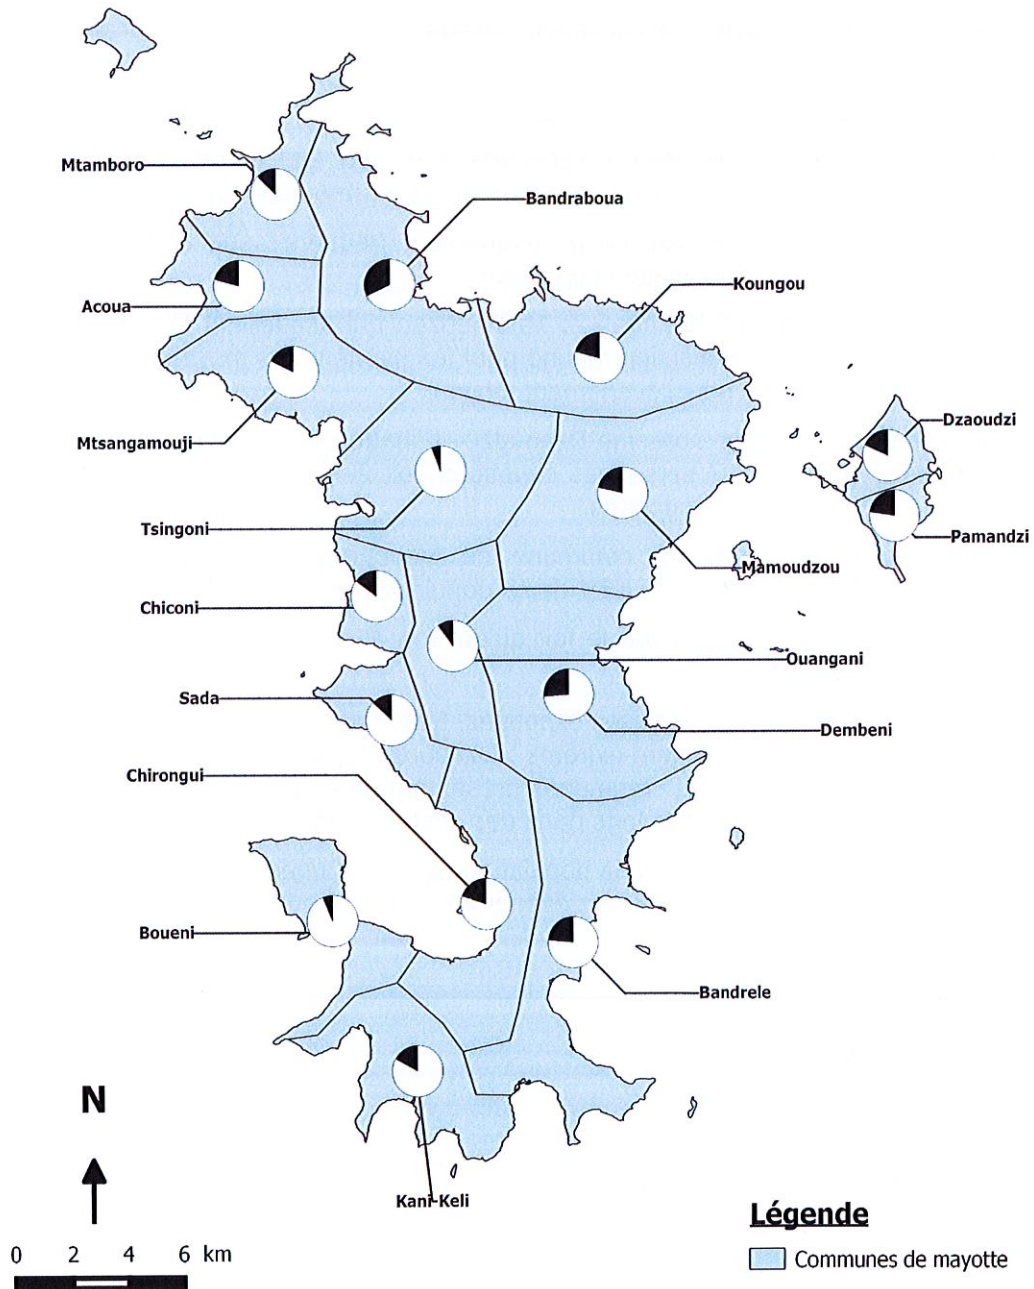 Mtamboro
Bandraboua
Koungou
Acoua
Dzaoudzi
Mtsangamouji
Tsingoni
Pamandzi
Mamoudzou
Chiconi
Ouangani
Sada
Dembeni
Chirongui
Boueni
Bandrele
N
Kani-Keli
Légende
0 2 4 6 km
Communes de mayotte